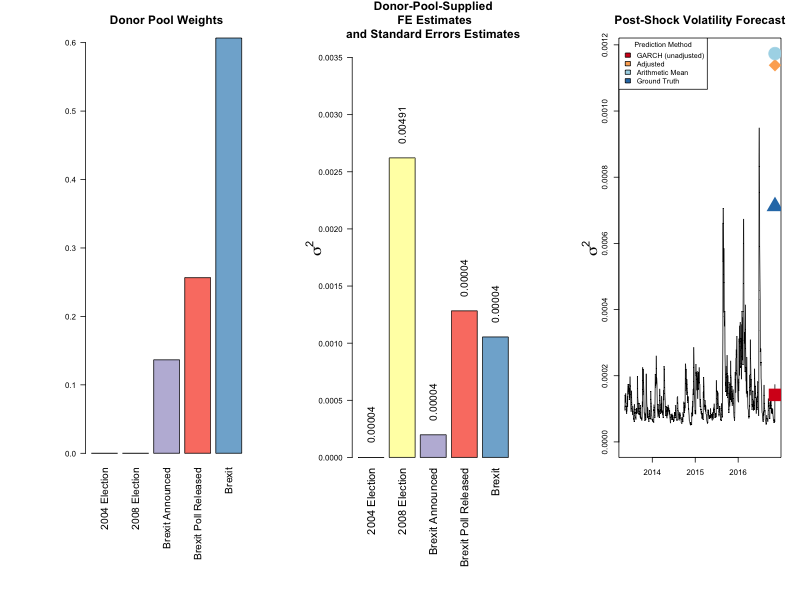 Donor Pool Weights
0.6
0.5
0.4
0.3
0.2
0.1
0.0
2004 Election
2008 Election
Brexit Announced
Brexit Poll Released
Brexit
Donor-Pool-Supplied
FE Estimates
and Standard Errors Estimates
σ2
0.0035
0.0030
0.0025
0.0020
0.0015
0.0010
0.0005
0.0000
0.00004
0.00491
0.00004
0.00004
0.00004
2004 Election
2008 Election
Brexit Announced
Brexit Poll Released
Brexit
Post-Shock Volatility Forecast
σ2
0.0012
0.0010
0.0008
0.0006
0.0004
0.0002
0.0000
Prediction Method
GARCH (unadjusted)
Adjusted
Arithmetic Mean
Ground Truth
2014
2015
2016